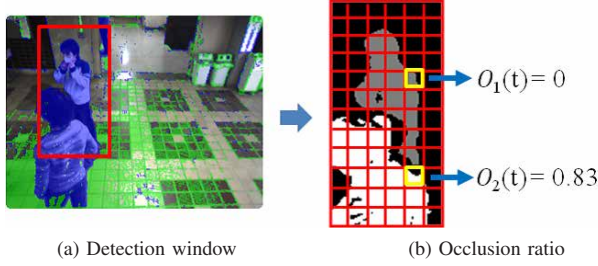 O1(t) = 0
O2(t) = 0.83
(a) Detection window
(b) Occlusion ratio